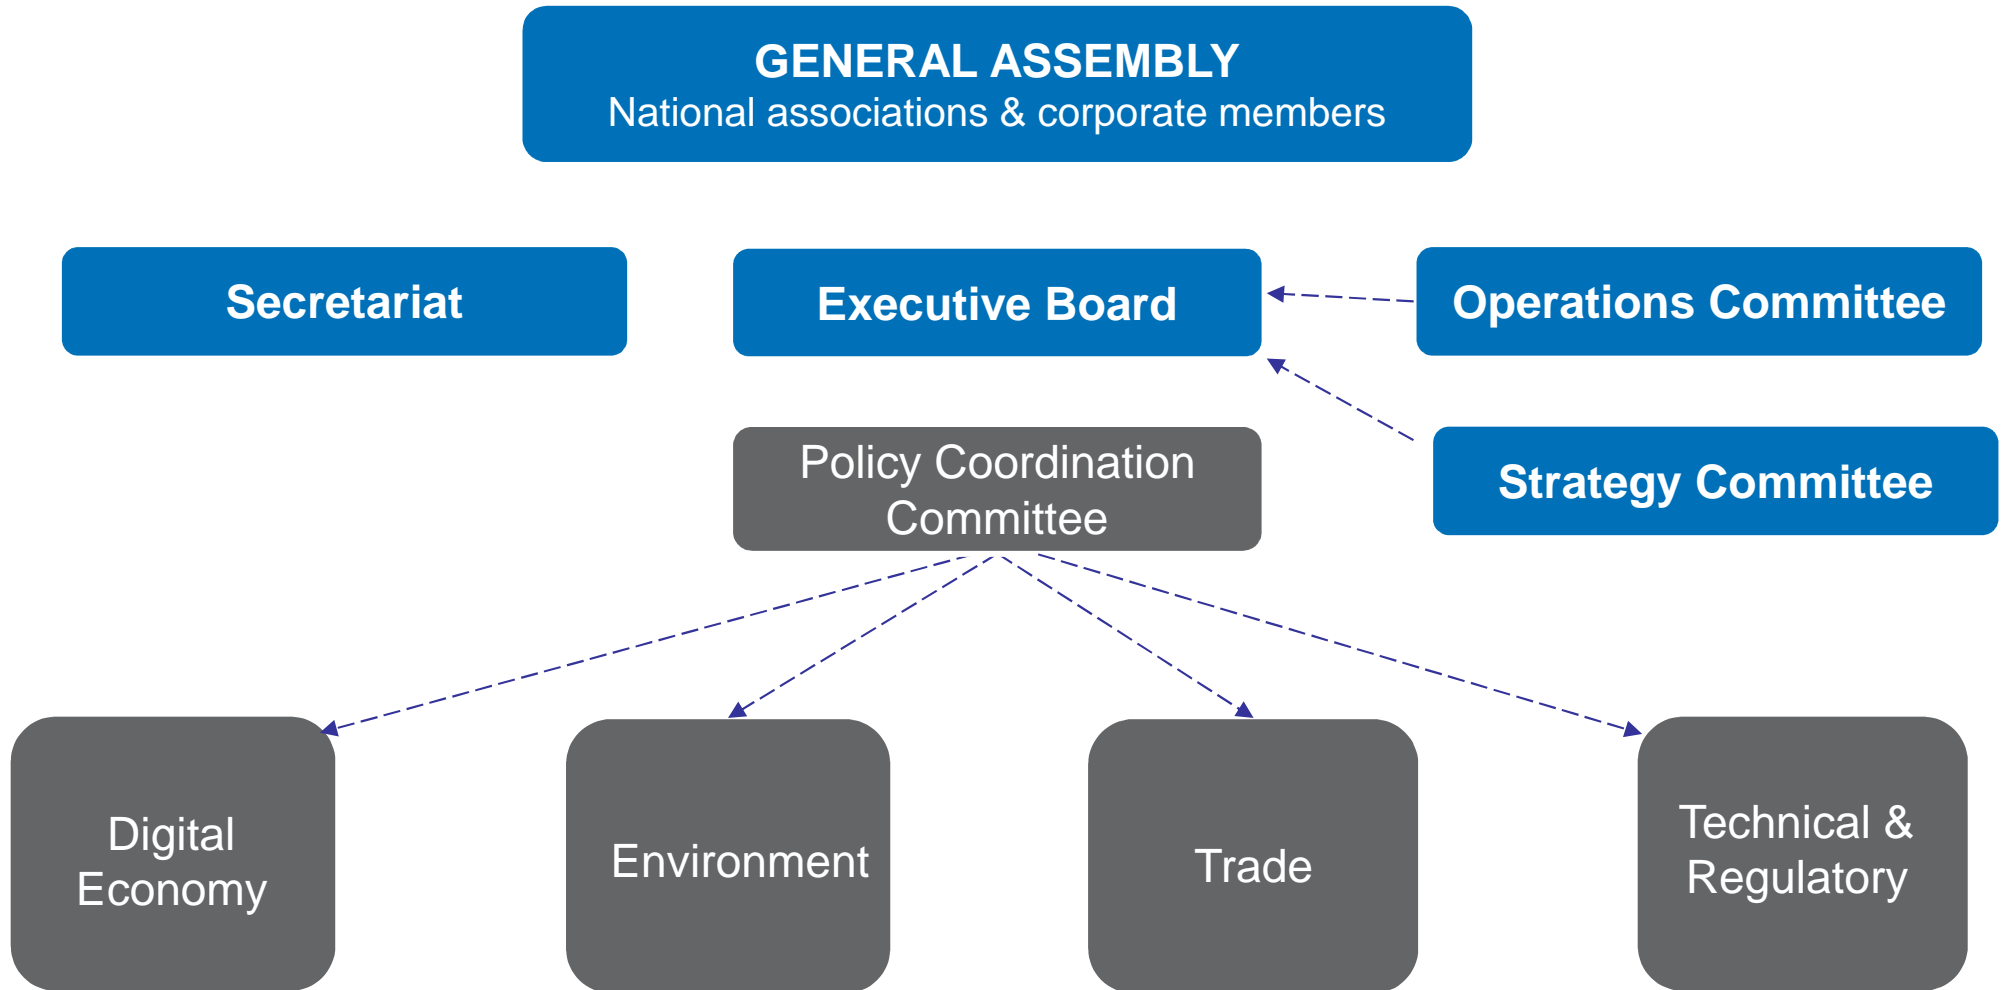 GENERAL ASSEMBLY
National associations & corporate members
Secretariat
Executive Board
Operations Committee
Policy Coordination
Committee
Strategy Committee
Digital
Economy
Environment
Trade
Technical &
Regulatory